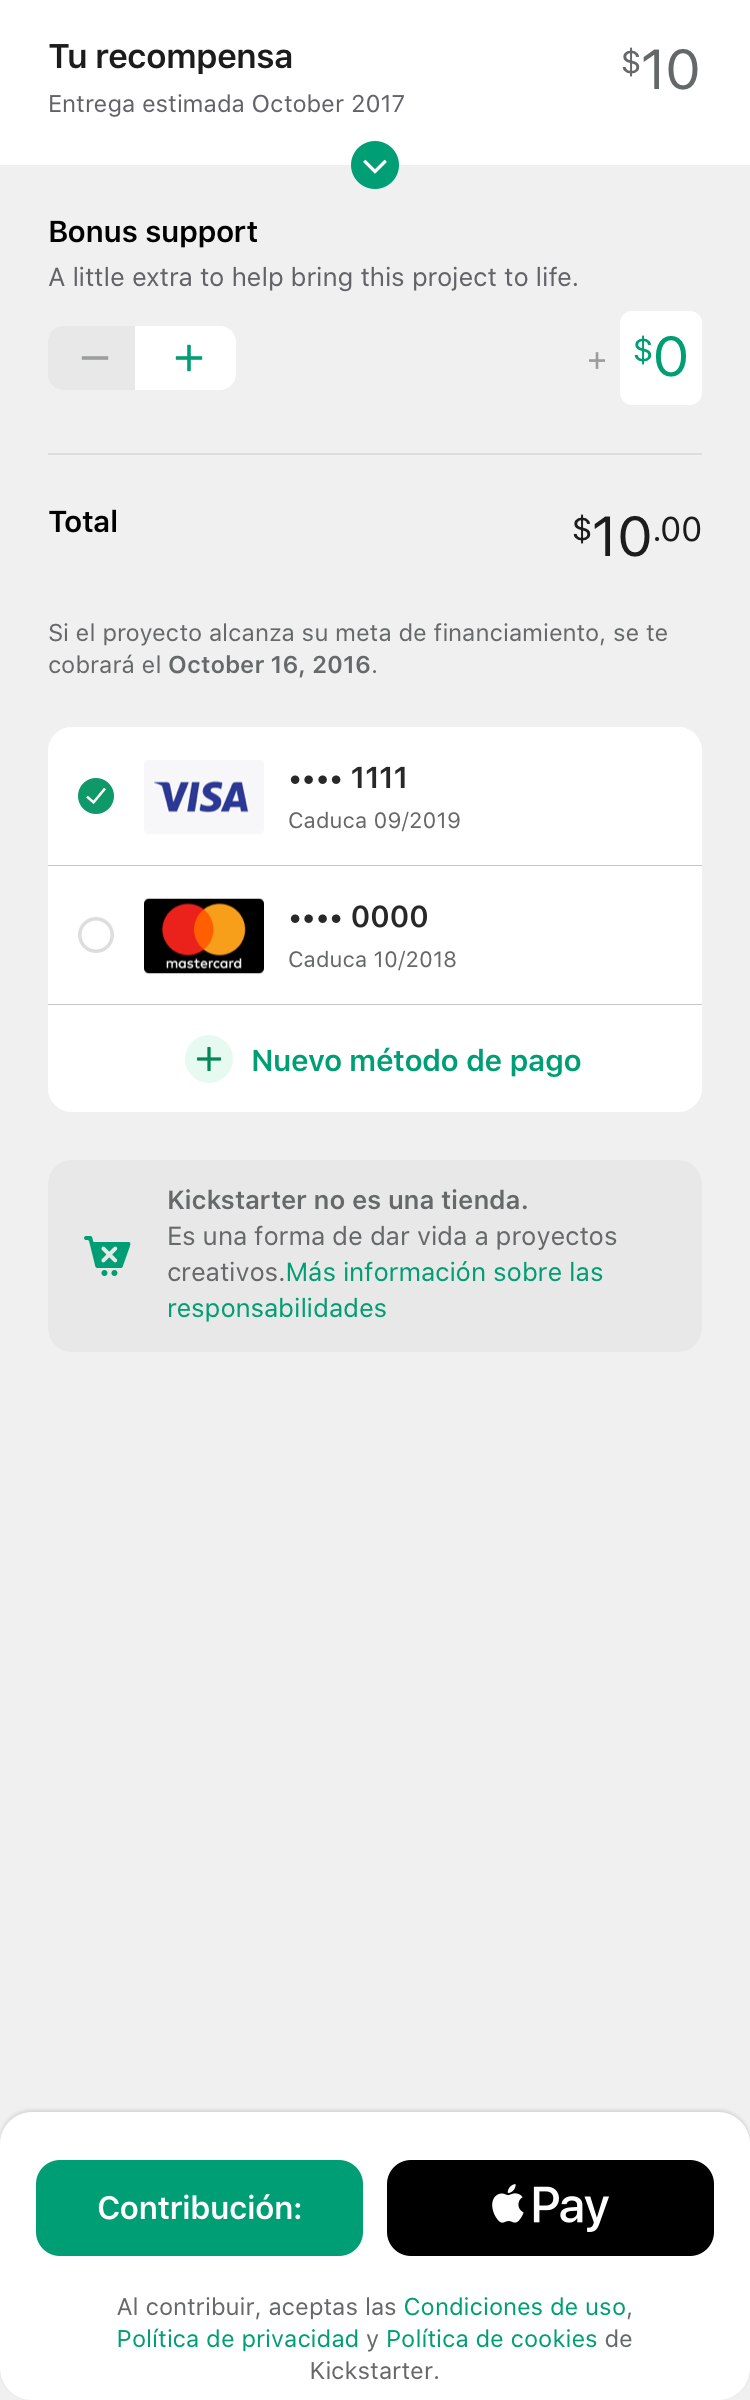 Tu recompensa
$10
Entrega estimada October 2017
Bonus support
A little extra to help bring this project to life.
− +
+ $0
Total
$10.00
Si el proyecto alcanza su meta de financiamiento, se te
cobrará el October 16, 2016.
VISA
•••• 1111
Caduca 09/2019
mastercard
•••• 0000
Caduca 10/2018
+ Nuevo método de pago
Kickstarter no es una tienda.
Es una forma de dar vida a proyectos
creativos.Más información sobre las
responsabilidades
Contribución:
Pay
Al contribuir, aceptas las Condiciones de uso,
Política de privacidad y Política de cookies de
Kickstarter.